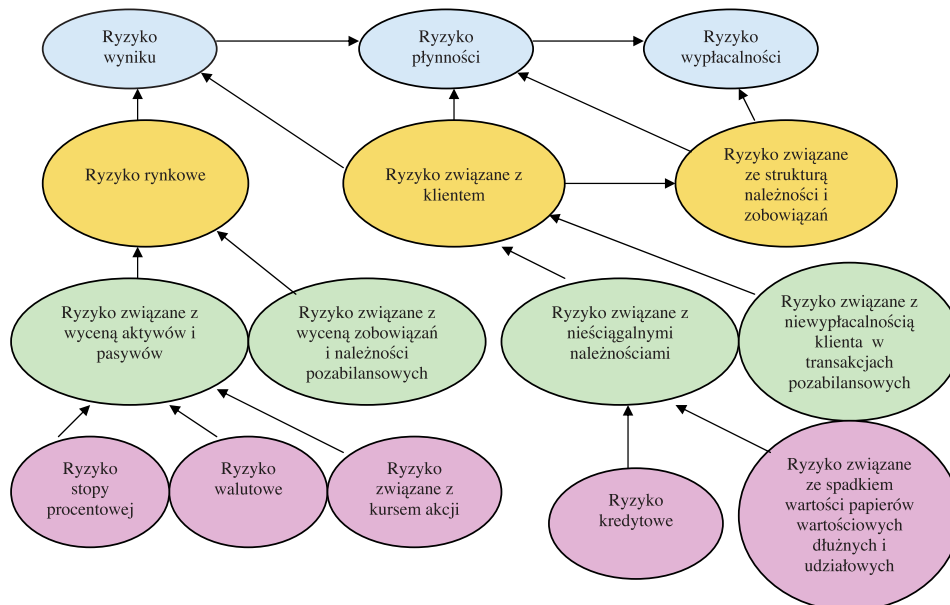 Ryzyko
wyniku
Ryzyko
płynności
Ryzyko
wypłacalności
Ryzyko rynkowe
Ryzyko związane z
klientem
Ryzyko związane
ze strukturą
należności i
zobowiązań
Ryzyko związane z
wyceną aktywów i
pasywów
Ryzyko związane z
wyceną zobowiązań
i należności
pozabilansowych
Ryzyko związane z
nieściągalnymi
należnościami
Ryzyko związane z
niewypłacalnością
klienta w
transakcjach
pozabilansowych
Ryzyko
stopy
procentowej
Ryzyko
walutowe
Ryzyko
związane z
kursem akcji
Ryzyko
kredytowe
Ryzyko związane
ze spadkiem
wartości papierów
wartościowych
dłużnych i
udziałowych